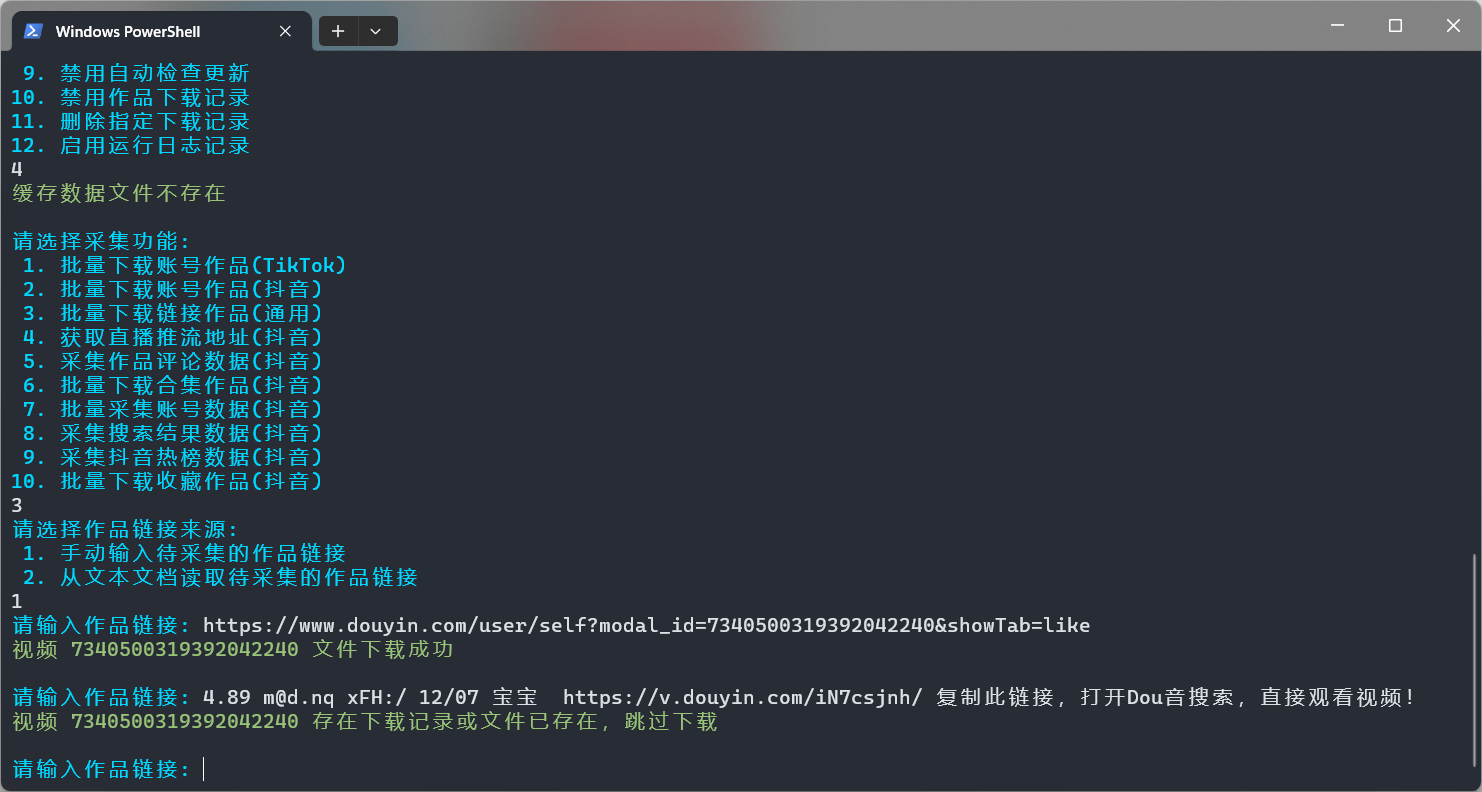 Windows PowerShell
9. 禁用自动检查更新
10. 禁用作品下载记录
11. 删除指定下载记录
12. 启用运行日志记录
4
缓存数据文件不存在
请选择采集功能:
1. 批量下载账号作品(TikTok)
2. 批量下载账号作品(抖音)
3. 批量下载链接作品(通用)
4. 获取直播推流地址(抖音)
5. 采集作品评论数据(抖音)
6. 批量下载合集作品(抖音)
7. 批量采集账号数据(抖音)
8. 采集搜索结果数据(抖音)
9. 采集抖音热榜数据(抖音)
10. 批量下载收藏作品(抖音)
3
请选择作品链接来源:
1. 手动输入待采集的作品链接
2. 从文本文档读取待采集的作品链接
1
请输入作品链接: https://www.douyin.com/user/self?modal_id=7340500319392042240&showTab=like
视频 7340500319392042240 文件下载成功
请输入作品链接: 4.89 m@d.nq xFH:/ 12/07 宝宝  https://v.douyin.com/iN7csjnh/ 复制此链接，打开Dou音搜索，直接观看视频！
视频 7340500319392042240 存在下载记录或文件已存在，跳过下载
请输入作品链接: